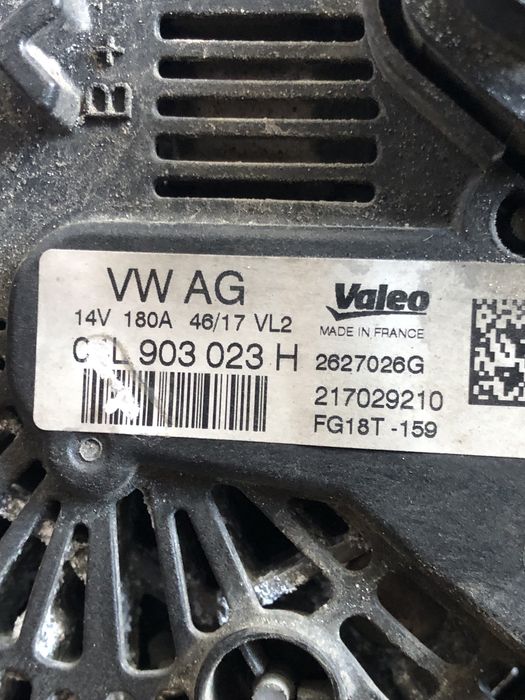 B+
VW AG
14V 180A 46/17 VL2
903 023 H
Valeo
MADE IN FRANCE
2627026G
217029210
FG18T -159